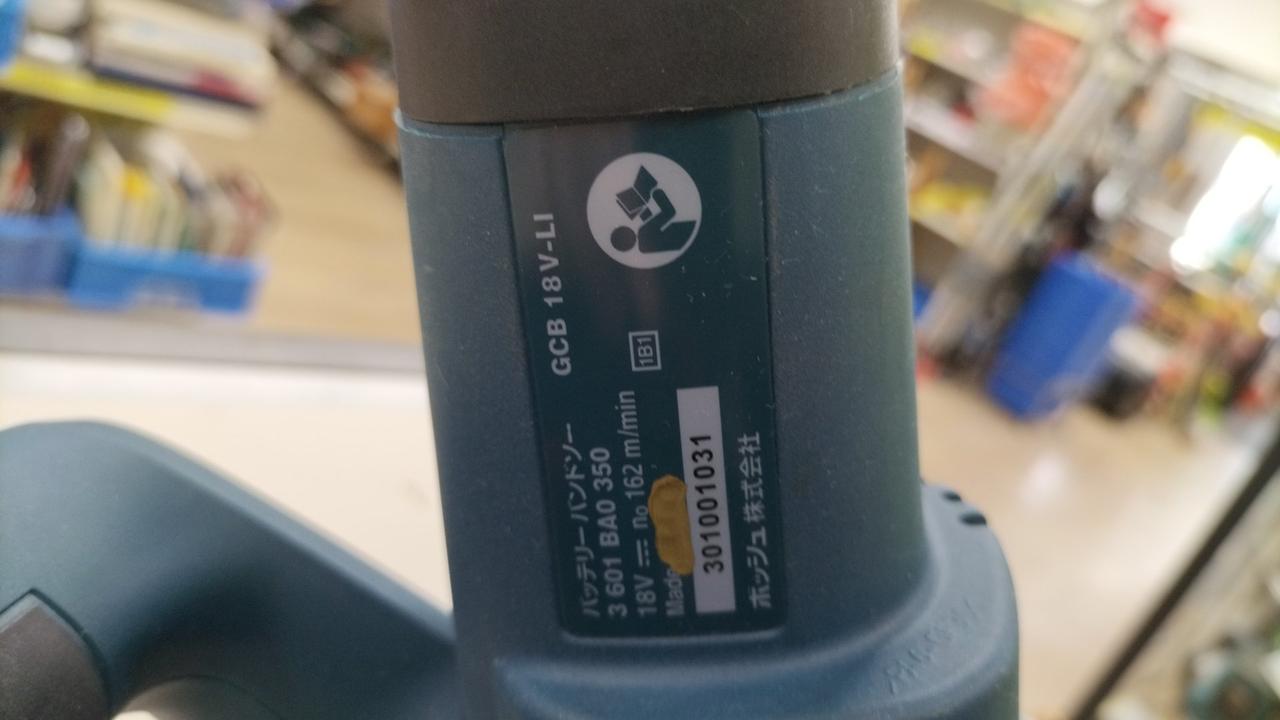 GCB 18V-LI
1B1
バッテリーバンドソー
3 601 BA0 350
18V ⎓ n₀ 162 m/min
Made
301001031
ボッシュ株式会社